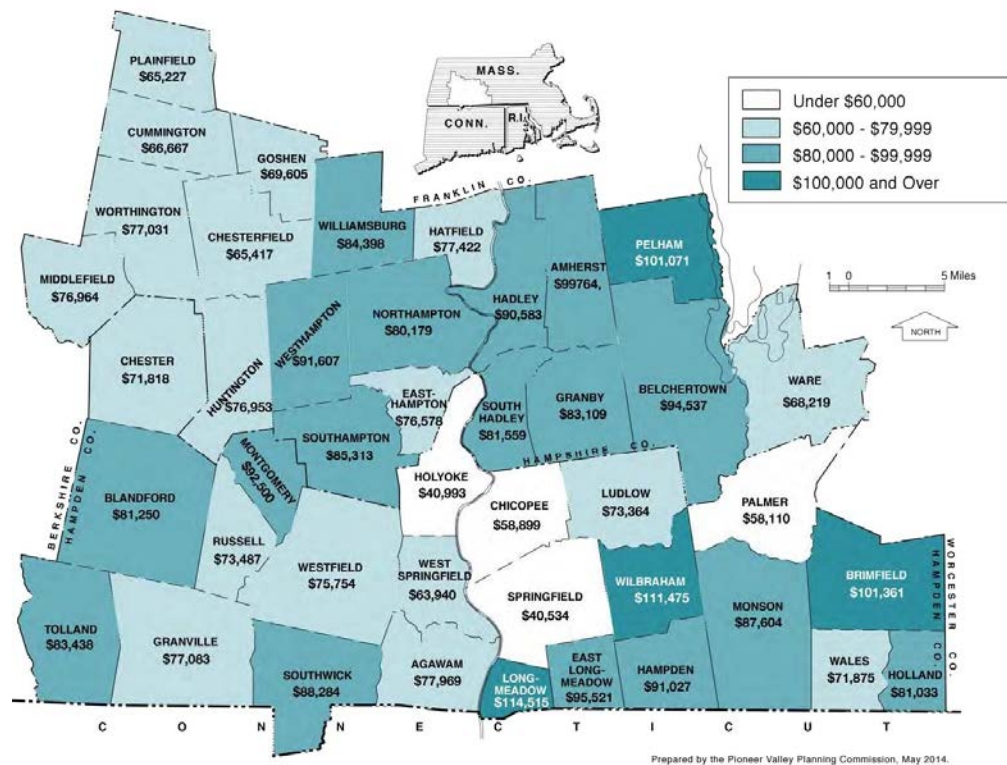 PLAINFIELD
$65,227
CUMMINGTON
$66,667
GOSHEN
$69,605
WORTHINGTON
$77,031
CHESTERFIELD
$65,417
WILLIAMSBURG
$84,398
HATFIELD
$77,422
MIDDLEFIELD
$76,964
MASS.
CONN.
R.I.
Under $60,000
$60,000 - $79,999
$80,000 - $99,999
$100,000 and Over
FRANKLIN CO.
PELHAM
$101,071
AMHERST
$99764,
HADLEY
$90,583
NORTHAMPTON
$80,179
WESTHAMPTON
$91,607
1 0 5 Miles
NORTH
CHESTER
$71,818
HUNTINGTON
$76,953
EAST-
HAMPTON
$76,578
SOUTH
HADLEY
$81,559
GRANBY
$83,109
BELCHERTOWN
$94,537
WARE
$68,219
SOUTHAMPTON
$85,313
MONTGOMERY
$92,500
HAMPSHIRE CO.
BERKSHIRE CO.
HAMPDEN CO.
BLANDFORD
$81,250
RUSSELL
$73,487
HOLYOKE
$40,993
CHICOPEE
$58,899
LUDLOW
$73,364
PALMER
$58,110
WESTFIELD
$75,754
WEST
SPRINGFIELD
$63,940
SPRINGFIELD
$40,534
WILBRAHAM
$111,475
MONSON
$87,604
BRIMFIELD
$101,361
HAMPDEN CO.
WORCESTER CO.
TOLLAND
$83,438
GRANVILLE
$77,083
SOUTHWICK
$88,284
AGAWAM
$77,969
LONG-
MEADOW
$114,515
EAST
LONG-
MEADOW
$95,521
HAMPDEN
$91,027
WALES
$71,875
HOLLAND
$81,033
CONNECTICUT
Prepared by the Pioneer Valley Planning Commission, May 2014.